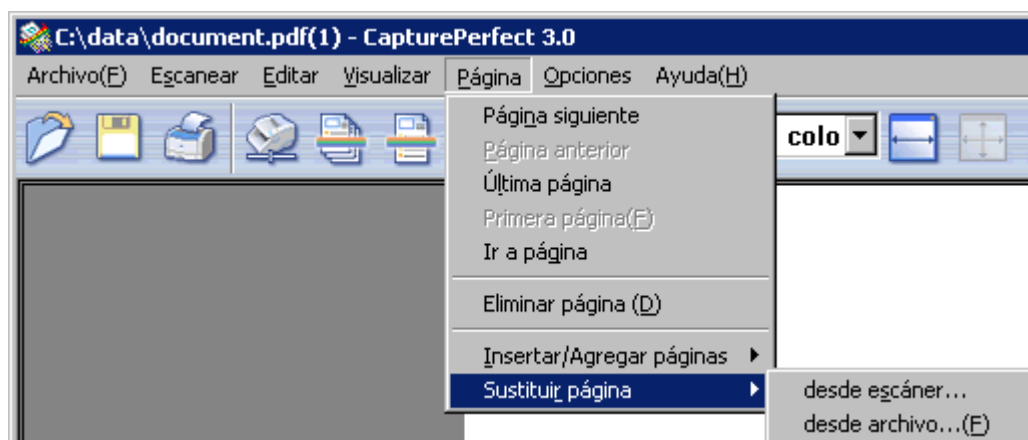 C:\data\document.pdf(1) - CapturePerfect 3.0
Archivo(F) Escanear Editar Visualizar Página Opciones Ayuda(H)
colo
Página siguiente
Página anterior
Última página
Primera página(F)
Ir a página
Eliminar página (D)
Insertar/Agregar páginas
Sustituir página
desde escáner...
desde archivo...(F)